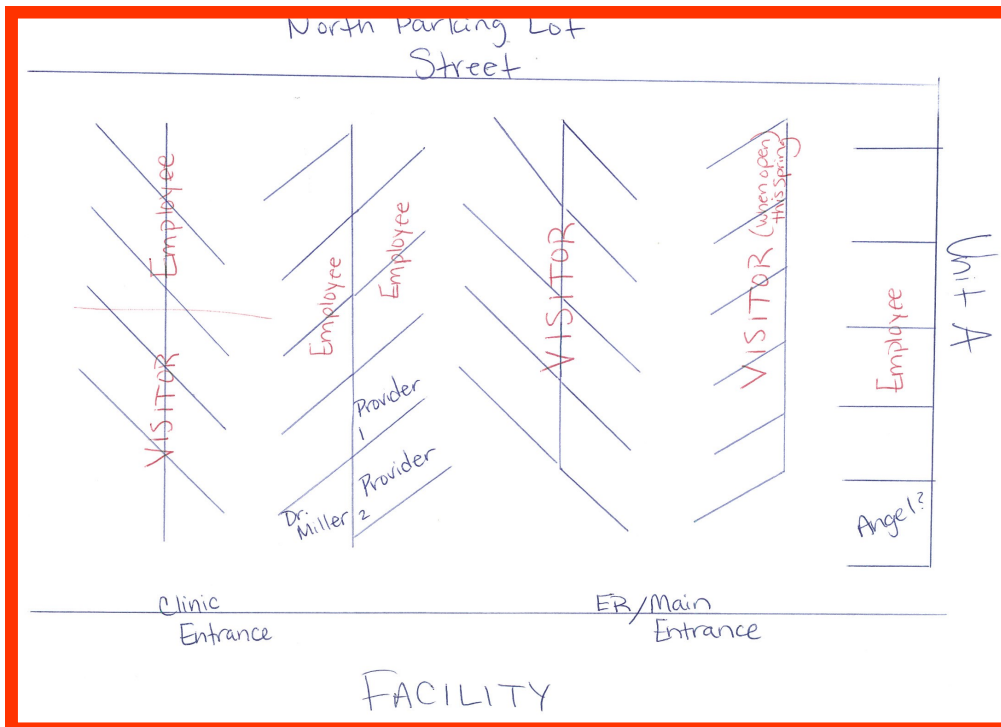 North Parking Lot
Street
Employee
VISITOR
Employee
Employee
Provider
1
Provider
2
Dr.
Miller
VISITOR
VISITOR (when open
this spring)
Employee
Angel?
Unit A
Clinic
Entrance
ER/Main
Entrance
FACILITY